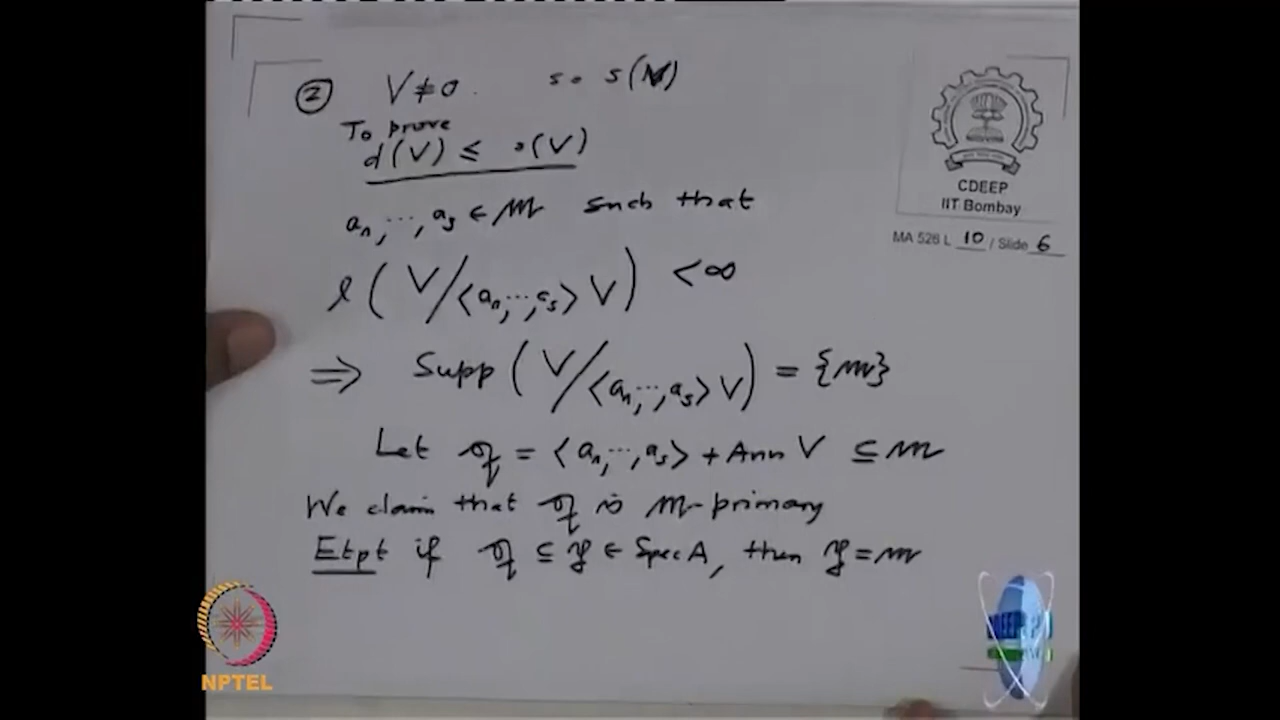 ② V ≠ 0. s = s(V)
To prove
d(V) ≤ s(V)
a₁, ..., aₛ ∈ 𝔪 such that
ℓ(V/⟨a₁, ..., aₛ⟩V) < ∞
⟹ Supp(V/⟨a₁, ..., aₛ⟩V) = {𝔪}
Let 𝔮 = ⟨a₁, ..., aₛ⟩ + Ann V ⊆ 𝔪
We claim that 𝔮 is 𝔪-primary
Etpt if 𝔮 ⊆ 𝔭 ∈ Spec A, then 𝔭 = 𝔪
CDEEP
IIT Bombay
MA 526 L 10 / Slide 6
NPTEL